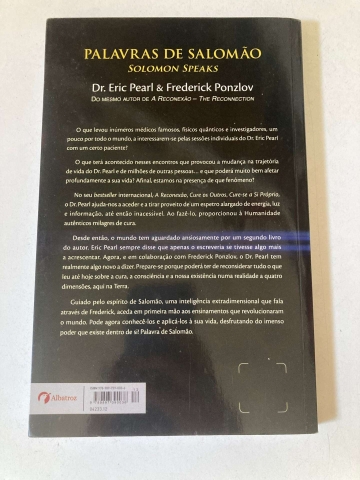 PALAVRAS DE SALOMÃO
SOLOMON SPEAKS
Dr. Eric Pearl & Frederick Ponzlov
DO MESMO AUTOR DE A RECONEXÃO – THE RECONNECTION
O que levou inúmeros médicos famosos, físicos quânticos e investigadores, um
pouco por todo o mundo, a interessarem-se pelas sessões individuais do Dr. Eric Pearl
com um certo paciente?
O que terá acontecido nesses encontros que provocou a mudança na trajetória
de vida do Dr. Pearl e de milhões de outras pessoas... e que poderá muito bem afetar
profundamente a sua vida? Afinal, estamos na presença de que fenómeno?
No seu bestseller internacional, A Reconexão, Cure os Outros, Cure-se a Si Próprio,
o Dr. Pearl ajuda-nos a aceder e a tirar proveito de um espetro alargado de energia, luz
e informação, até então inacessível. Ao fazê-lo, proporcionou à Humanidade
autênticos milagres de cura.
Desde então, o mundo tem aguardado ansiosamente por um segundo livro
do autor. Eric Pearl sempre disse que apenas o escreveria se tivesse algo mais
a acrescentar. Agora, e em colaboração com Frederick Ponzlov, o Dr. Pearl tem
realmente algo novo a dizer. Prepare-se porque poderá ter de reconsiderar tudo o que
leu até hoje sobre a cura, a consciência e a nossa existência numa realidade a quatro
dimensões, aqui na Terra.
Guiado pelo espírito de Salomão, uma inteligência extradimensional que fala
através de Frederick, aceda em primeira mão aos ensinamentos que revolucionaram
o mundo. Pode agora conhecê-los e aplicá-los à sua vida, desfrutando do imenso
poder que existe dentro de si! Palavra de Salomão.
Albatroz